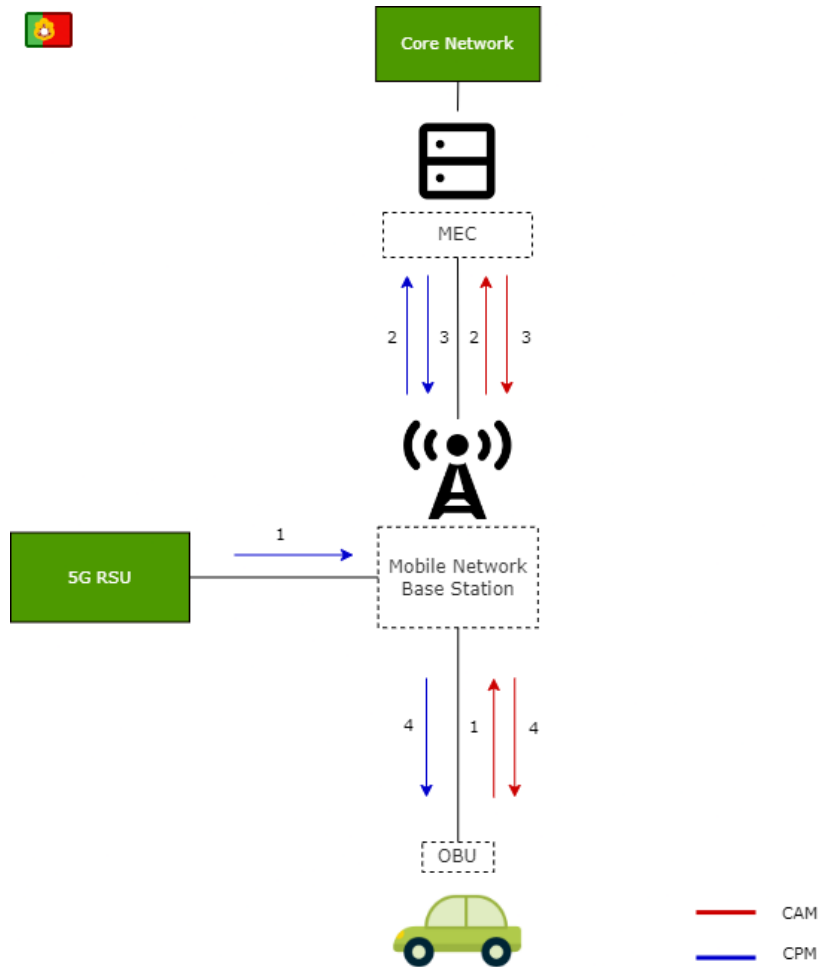 Core Network
MEC
2
3
2
3
1
5G RSU
Mobile Network
Base Station
4
1
4
OBU
CAM
CPM